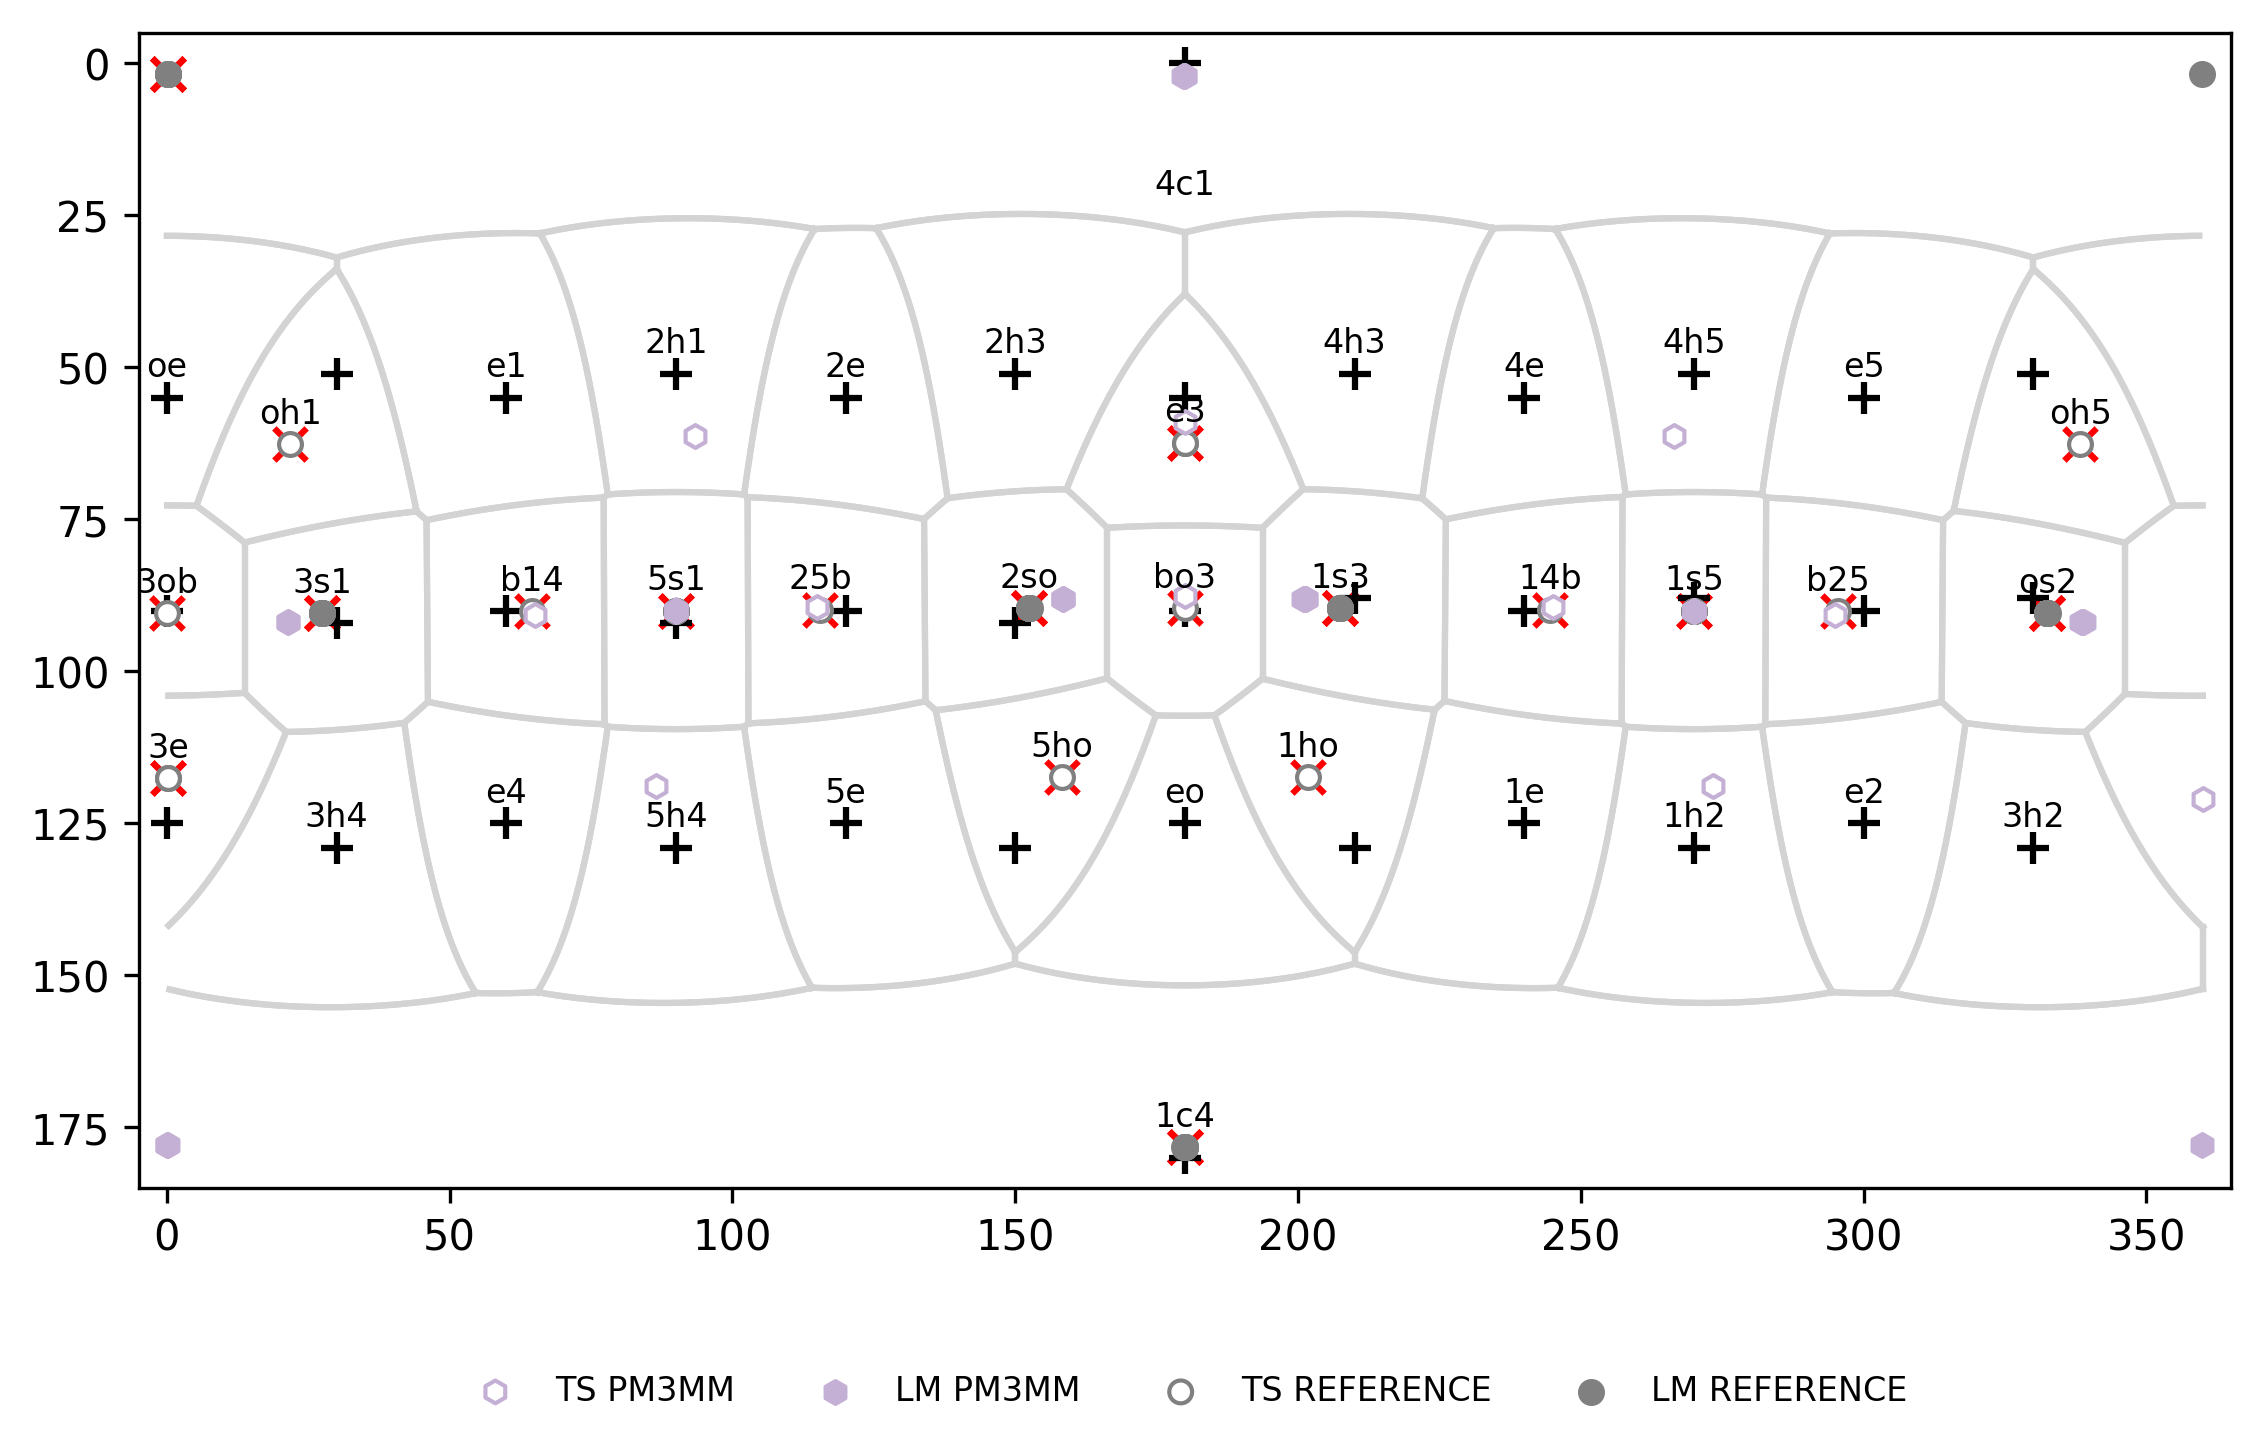 0
4c1
25
2h1 2h3 4h3 4h5
50 oe e1 2e 4e e5
oh1 e3 oh5
75
3ob 3s1 b14 5s1 25b 2so bo3 1s3 14b 1s5 b25 os2
100
3e 5ho 1ho
125 3h4 e4 5h4 5e eo 1e 1h2 e2 3h2
150
175 1c4
0 50 100 150 200 250 300 350
TS PM3MM LM PM3MM TS REFERENCE LM REFERENCE